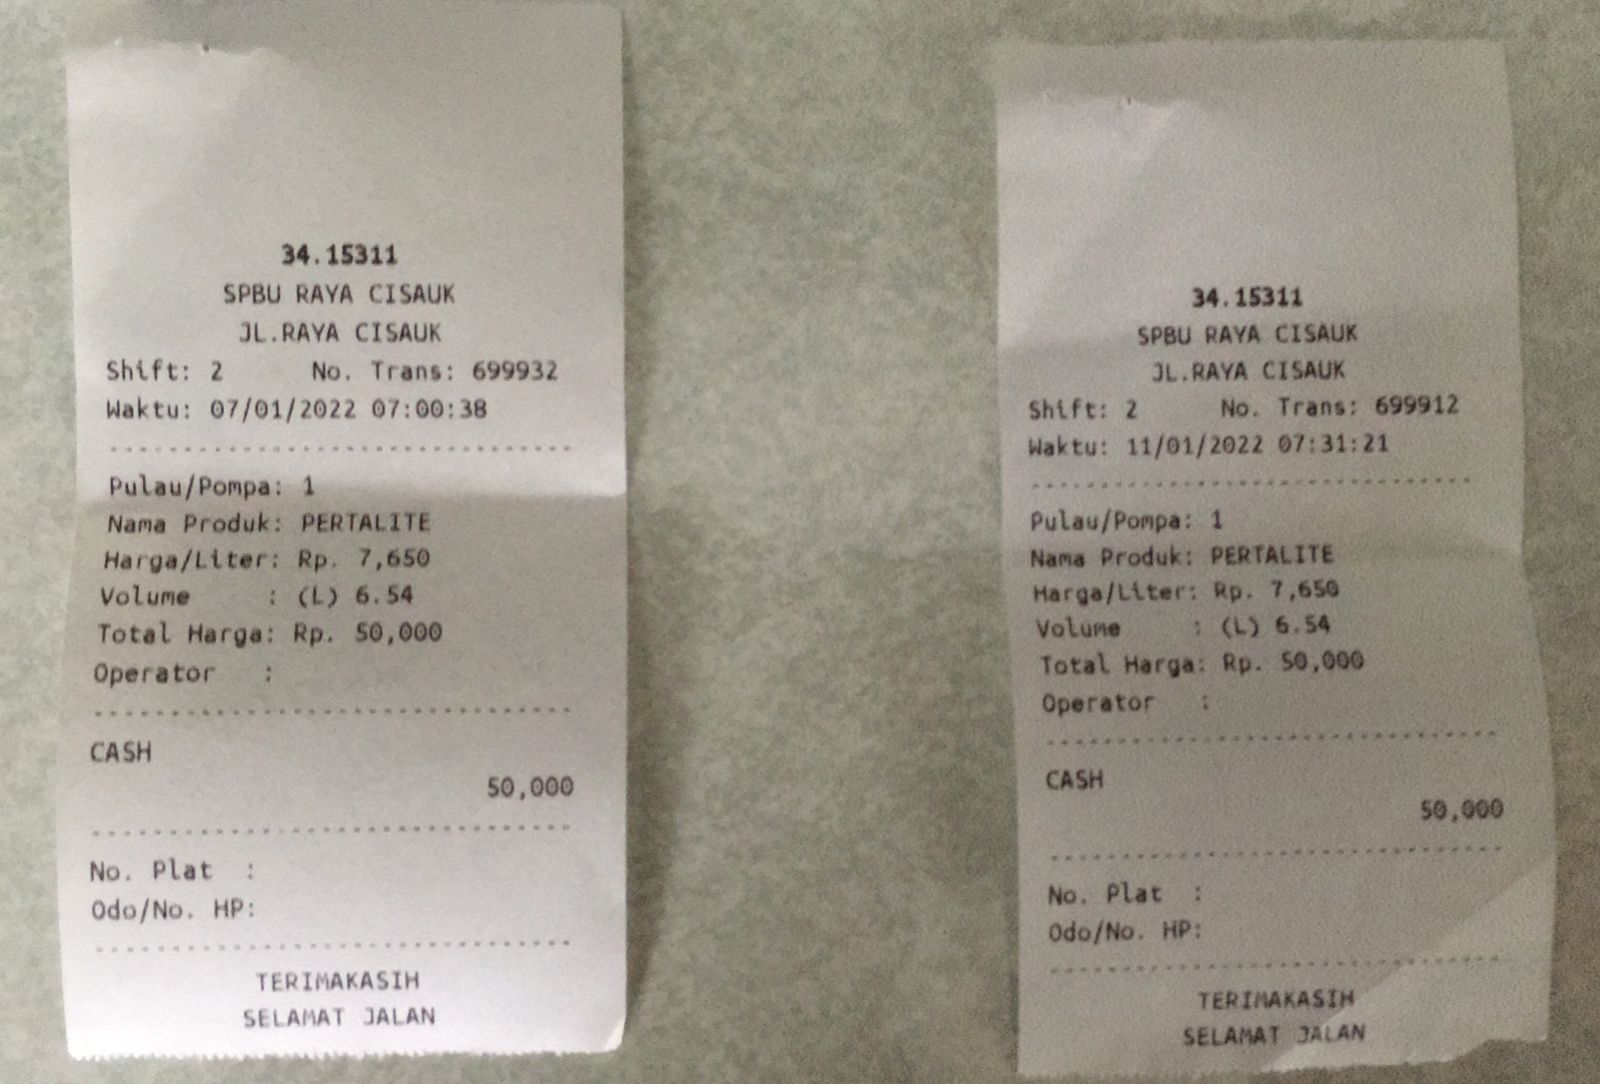 34.15311
SPBU RAYA CISAUK
JL.RAYA CISAUK
Shift: 2 No. Trans: 699932
Waktu: 07/01/2022 07:00:38
Pulau/Pompa: 1
Nama Produk: PERTALITE
Harga/Liter: Rp. 7,650
Volume : (L) 6.54
Total Harga: Rp. 50,000
Operator :
CASH
50,000
No. Plat :
Odo/No. HP:
TERIMAKASIH
SELAMAT JALAN
34.15311
SPBU RAYA CISAUK
JL.RAYA CISAUK
Shift: 2 No. Trans: 699912
Waktu: 11/01/2022 07:31:21
Pulau/Pompa: 1
Nama Produk: PERTALITE
Harga/Liter: Rp. 7,650
Volume : (L) 6.54
Total Harga: Rp. 50,000
Operator :
CASH
50,000
No. Plat :
Odo/No. HP:
TERIMAKASIH
SELAMAT JALAN